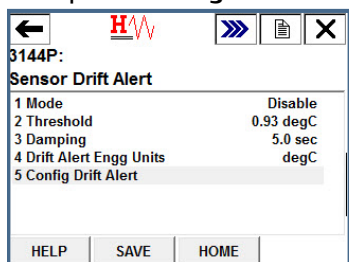 H
3144P:
Sensor Drift Alert
1 Mode Disable
2 Threshold 0.93 degC
3 Damping 5.0 sec
4 Drift Alert Engg Units degC
5 Config Drift Alert
HELP SAVE HOME